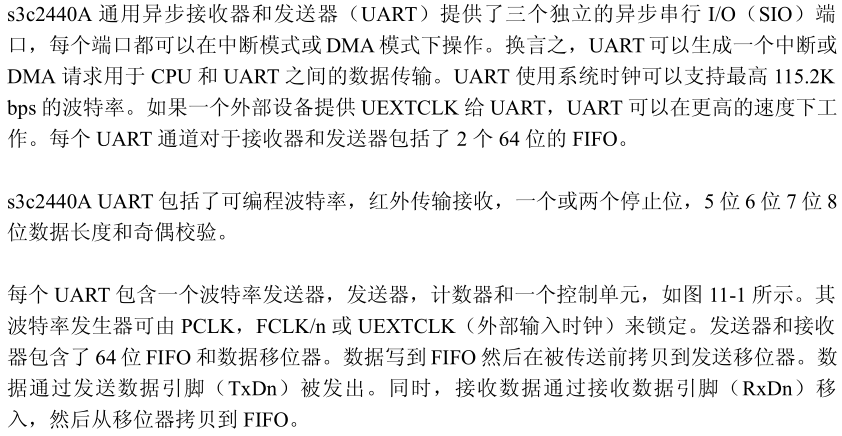 s3c2440A 通用异步接收器和发送器（UART）提供了三个独立的异步串行 I/O（SIO）端
口，每个端口都可以在中断模式或 DMA 模式下操作。换言之，UART 可以生成一个中断或
DMA 请求用于 CPU 和 UART 之间的数据传输。UART 使用系统时钟可以支持最高 115.2K
bps 的波特率。如果一个外部设备提供 UEXTCLK 给 UART，UART 可以在更高的速度下工
作。每个 UART 通道对于接收器和发送器包括了 2 个 64 位的 FIFO。
s3c2440A UART 包括了可编程波特率，红外传输接收，一个或两个停止位，5 位 6 位 7 位 8
位数据长度和奇偶校验。
每个 UART 包含一个波特率发送器，发送器，计数器和一个控制单元，如图 11-1 所示。其
波特率发生器可由 PCLK，FCLK/n 或 UEXTCLK（外部输入时钟）来锁定。发送器和接收
器包含了 64 位 FIFO 和数据移位器。数据写到 FIFO 然后在被传送前拷贝到发送移位器。数
据通过发送数据引脚（TxDn）被发出。同时，接收数据通过接收数据引脚（RxDn）移
入，然后从移位器拷贝到 FIFO。